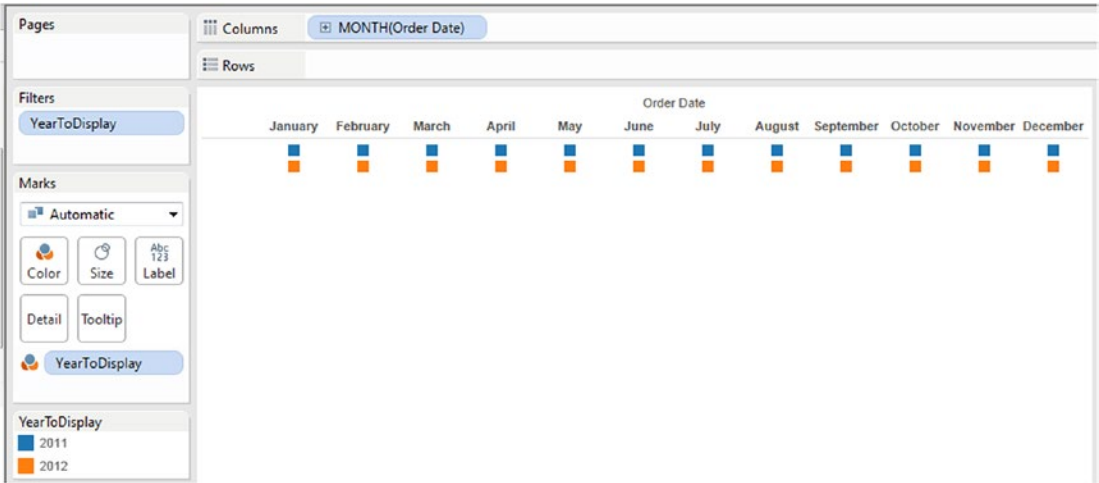 Pages
Columns
MONTH(Order Date)
Rows
Filters
YearToDisplay
Order Date
January February March April May June July August September October November December
Marks
Automatic
Color Size Abc 123 Label
Detail Tooltip
YearToDisplay
YearToDisplay
2011
2012